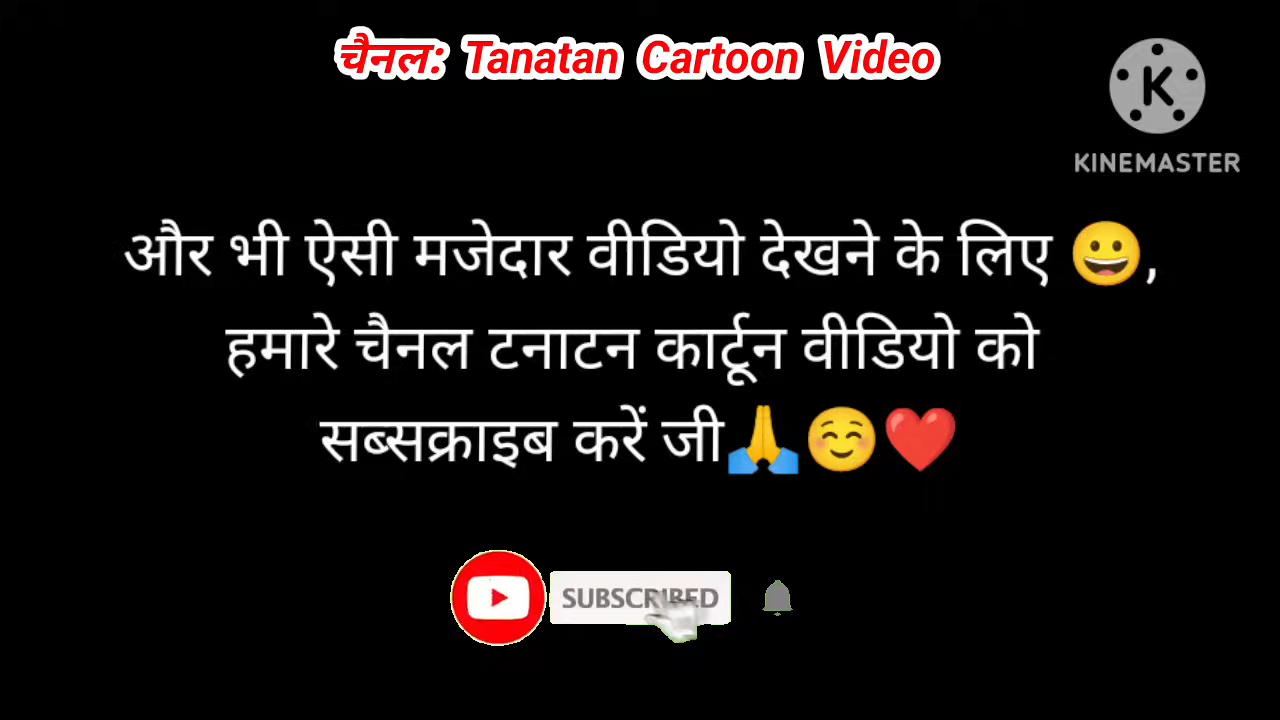 चैनल: Tanatan Cartoon Video
K
KINEMASTER
और भी ऐसी मजेदार वीडियो देखने के लिए 😀,
हमारे चैनल टनाटन कार्टून वीडियो को
सब्सक्राइब करें जी🙏☺️❤️
SUBSCRIBED